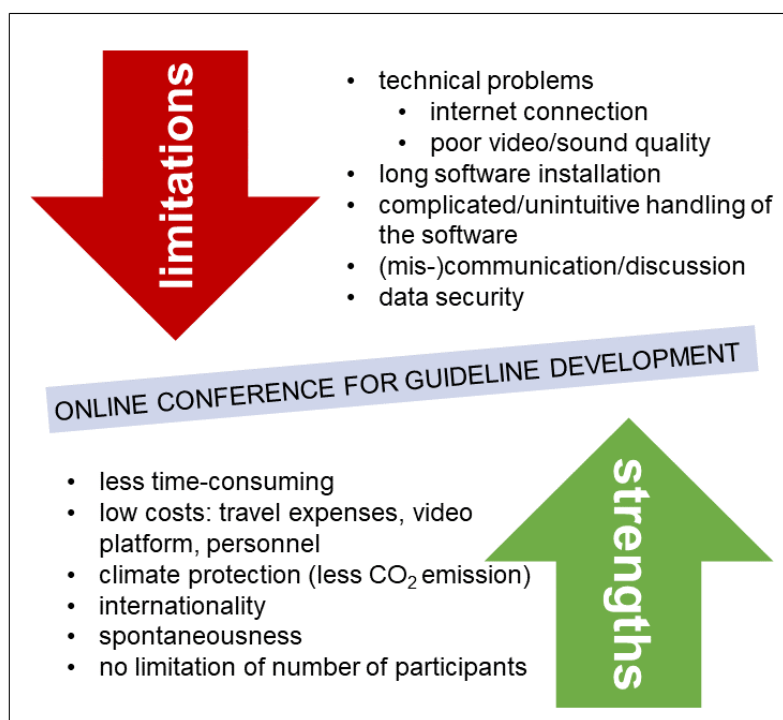 limitations
• technical problems
• internet connection
• poor video/sound quality
• long software installation
• complicated/unintuitive handling of
the software
• (mis-)communication/discussion
• data security
ONLINE CONFERENCE FOR GUIDELINE DEVELOPMENT
• less time-consuming
• low costs: travel expenses, video
platform, personnel
• climate protection (less CO₂ emission)
• internationality
• spontaneousness
• no limitation of number of participants
strengths